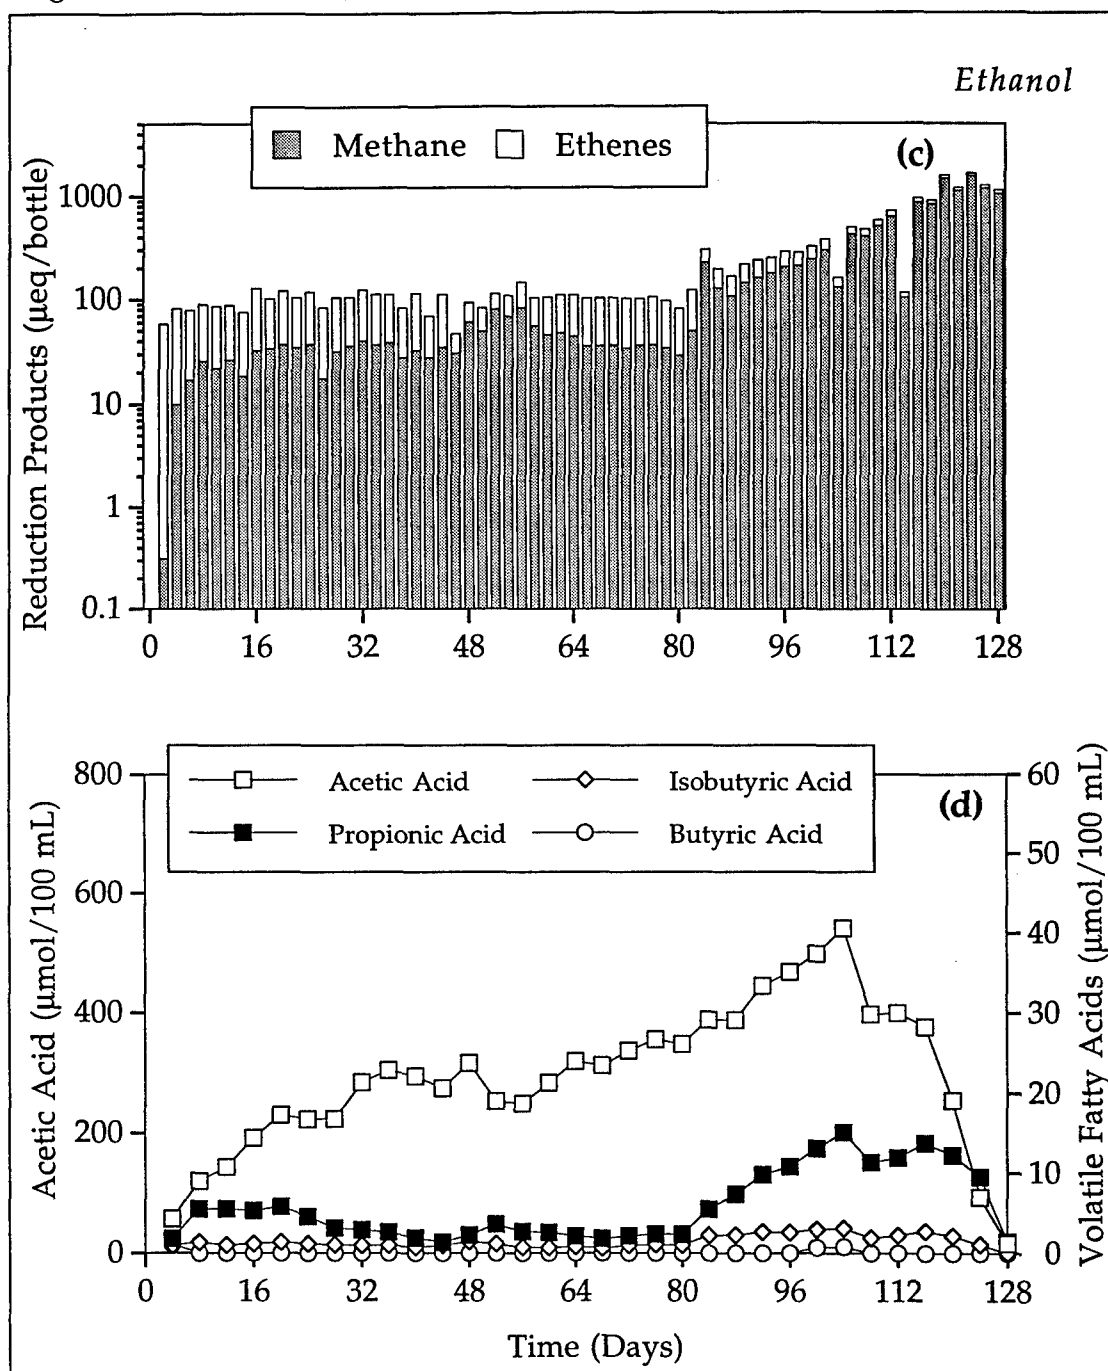 Ethanol
Methane Ethenes
(c)
Reduction Products (μeq/bottle)
1000
100
10
1
0.1
0 16 32 48 64 80 96 112 128
Acetic Acid Isobutyric Acid
Propionic Acid Butyric Acid
(d)
Acetic Acid (μmol/100 mL)
800
600
400
200
0
Volatile Fatty Acids (μmol/100 mL)
60
50
40
30
20
10
0
0 16 32 48 64 80 96 112 128
Time (Days)